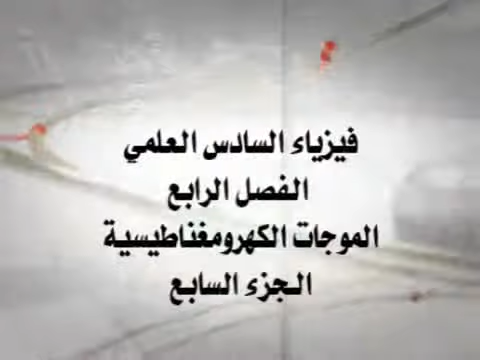 فيزياء السادس العلمي
الفصل الرابع
الموجات الكهرومغناطيسية
الجزء السابع